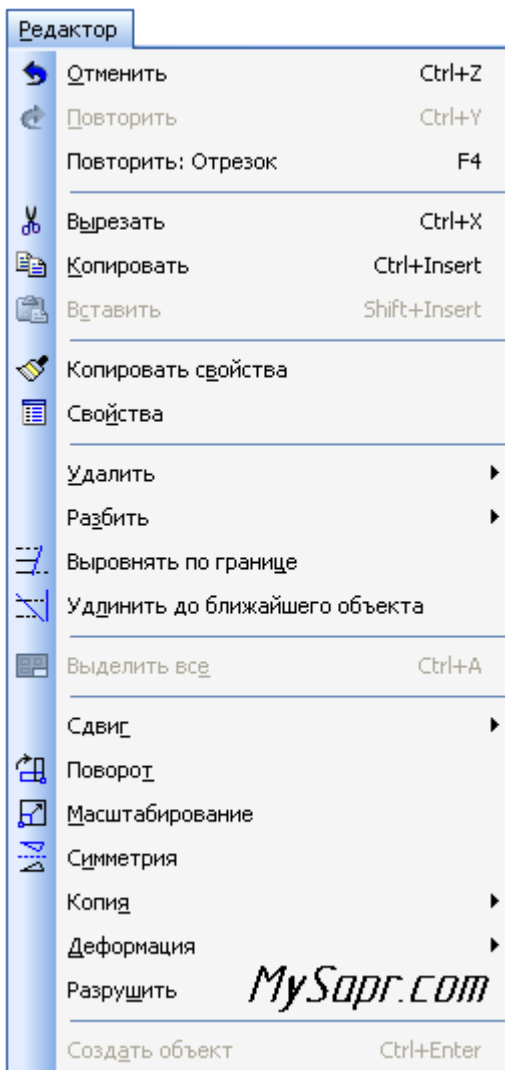 Редактор
Отменить Ctrl+Z
Повторить Ctrl+Y
Повторить: Отрезок F4
Вырезать Ctrl+X
Копировать Ctrl+Insert
Вставить Shift+Insert
Копировать свойства
Свойства
Удалить
Разбить
Выровнять по границе
Удлинить до ближайшего объекта
Выделить все Ctrl+A
Сдвиг
Поворот
Масштабирование
Симметрия
Копия
Деформация
Разрушить MySapr.com
Создать объект Ctrl+Enter